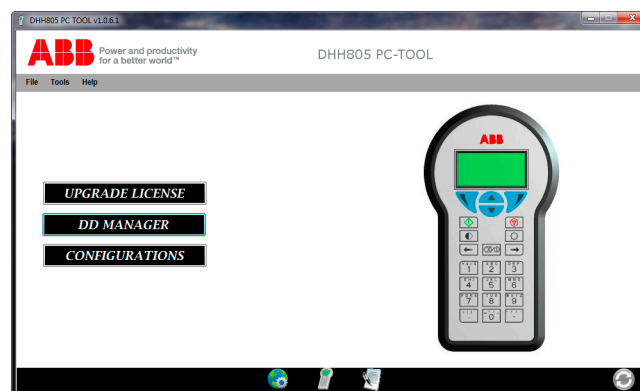 DHH805 PC TOOL v1.0.6.1
ABB Power and productivity
for a better world™
DHH805 PC-TOOL
File Tools Help
UPGRADE LICENSE
DD MANAGER
CONFIGURATIONS
ABB
1 2 3
4 5 6
7 8 9
0